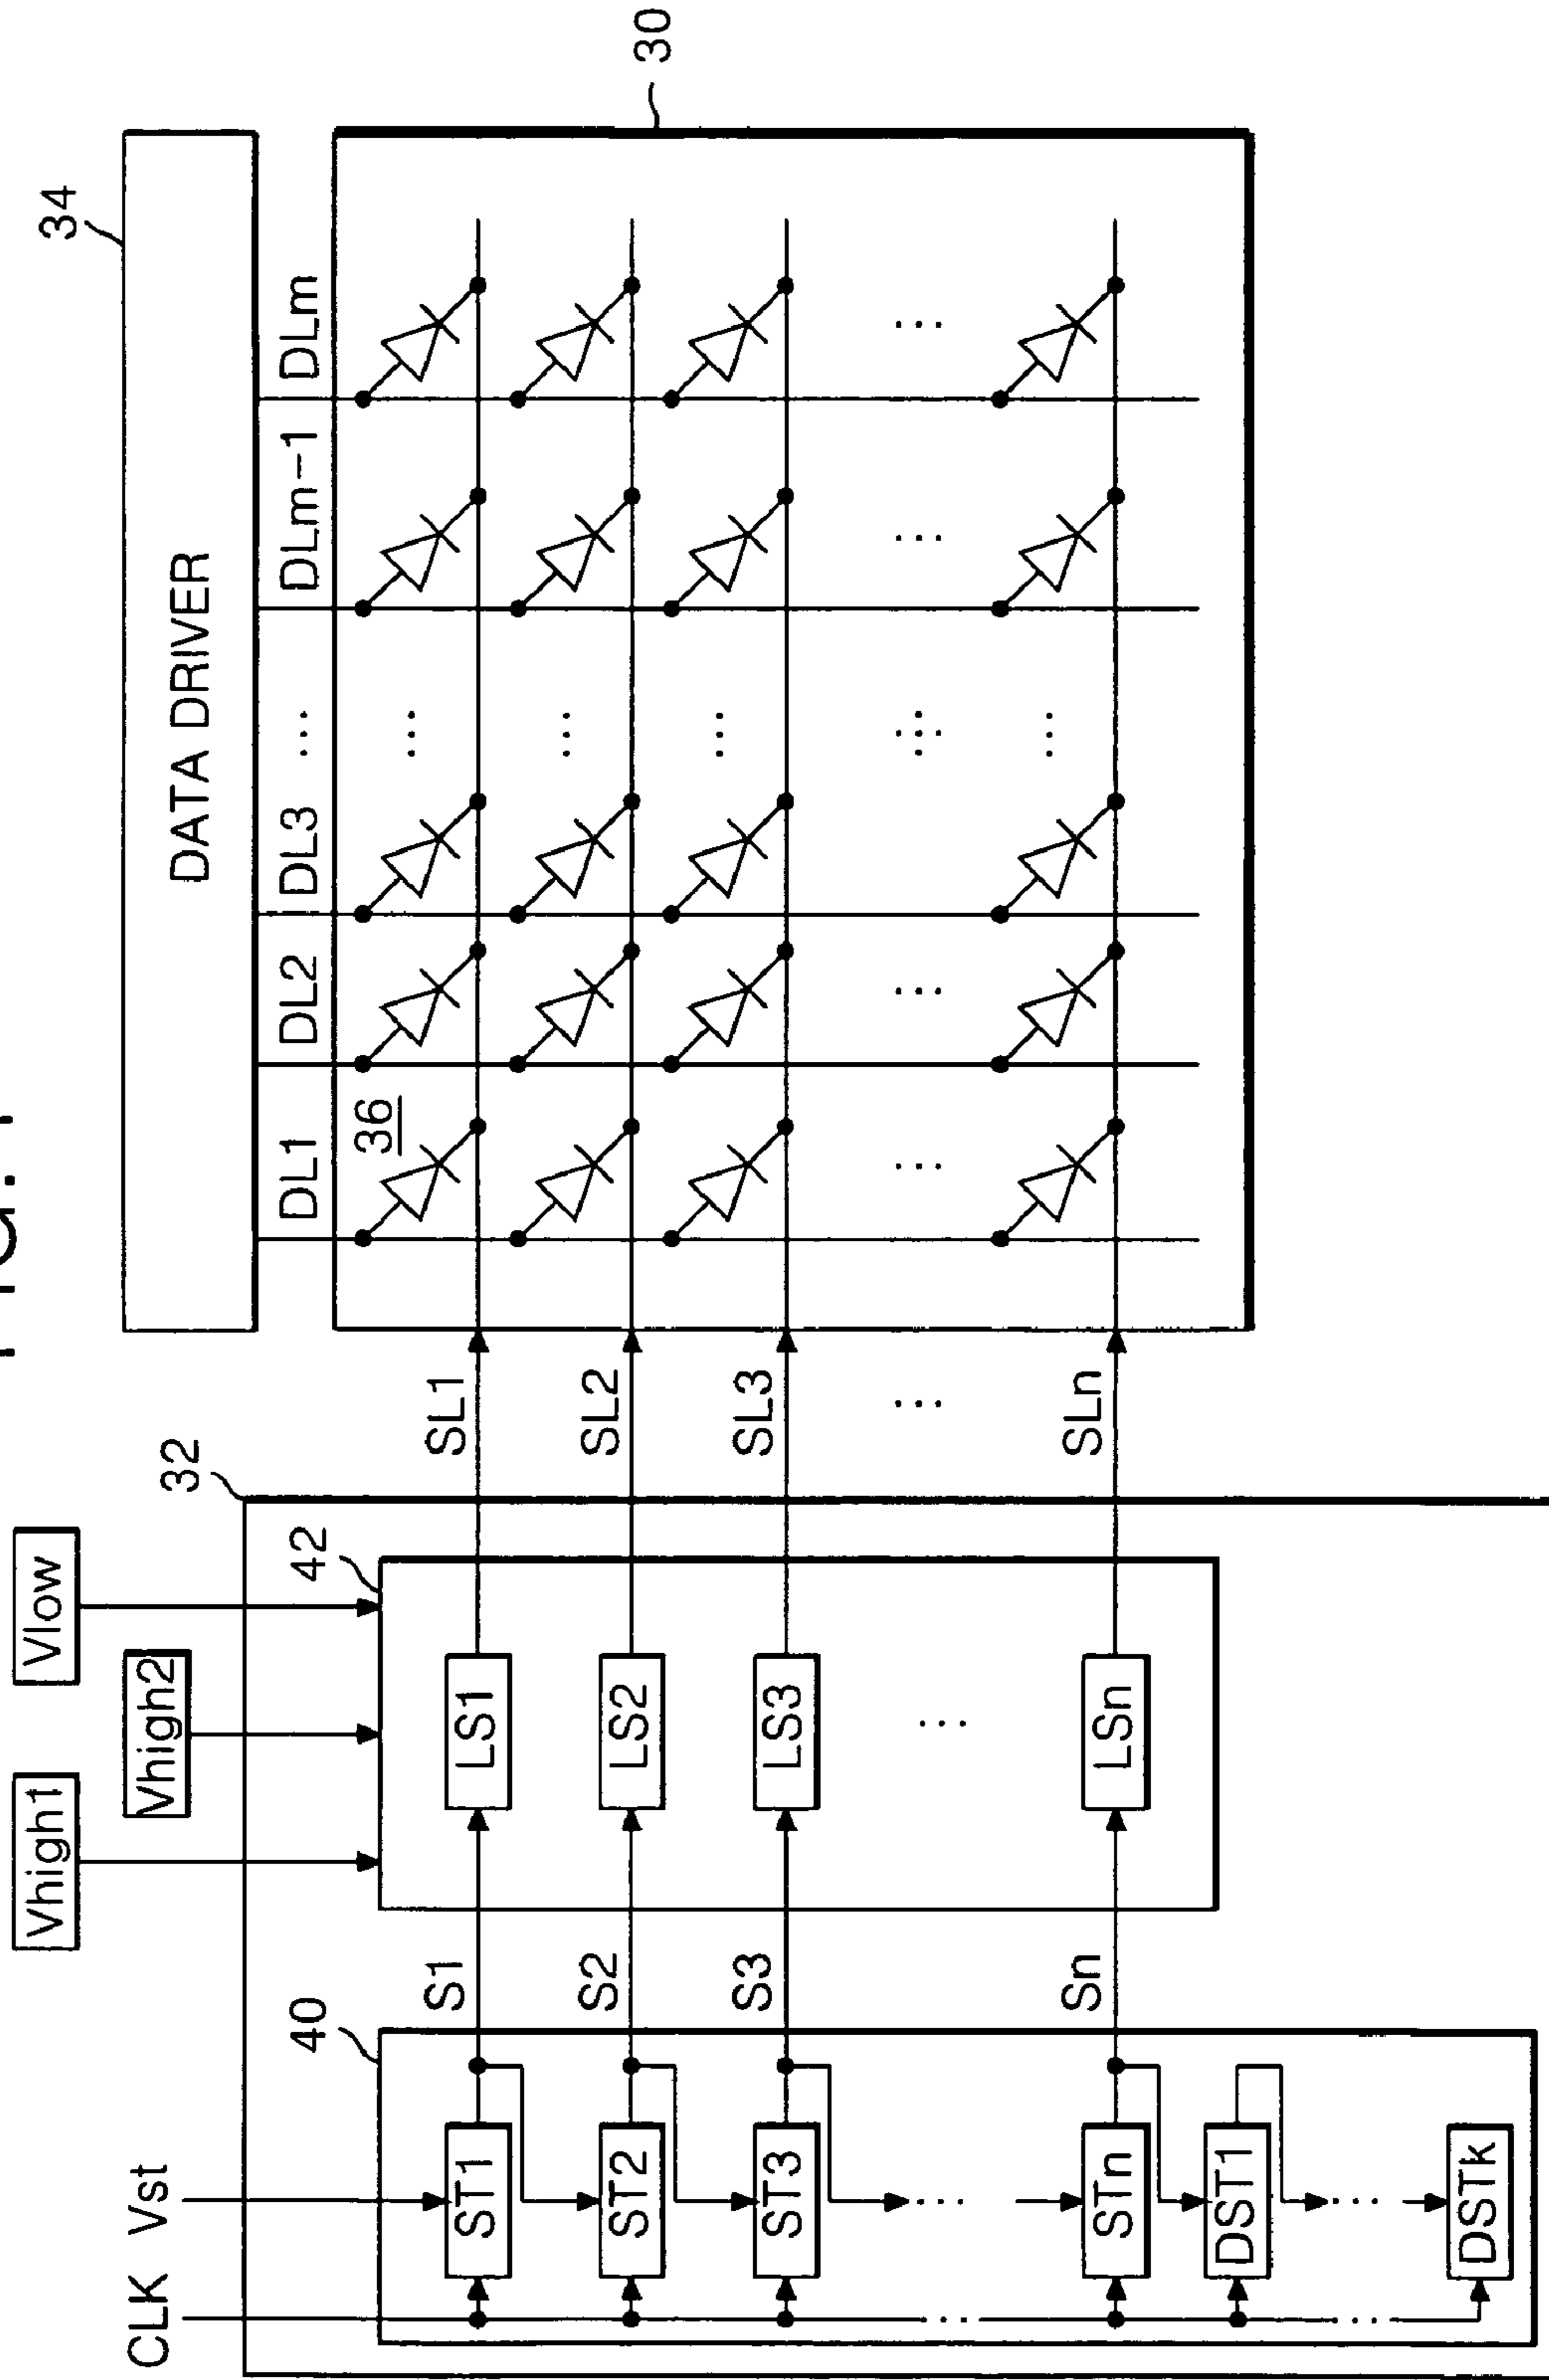 34
DATA DRIVER
30
DL1 DL2 DL3 ... DLm-1 DLm
36
32
Vhigh1
Vhigh2
Vlow
CLK Vst
40
42
ST1 S1 LS1 SL1
ST2 S2 LS2 SL2
ST3 S3 LS3 SL3
... ... ...
STn Sn LSn SLn
DST1
...
DSTk